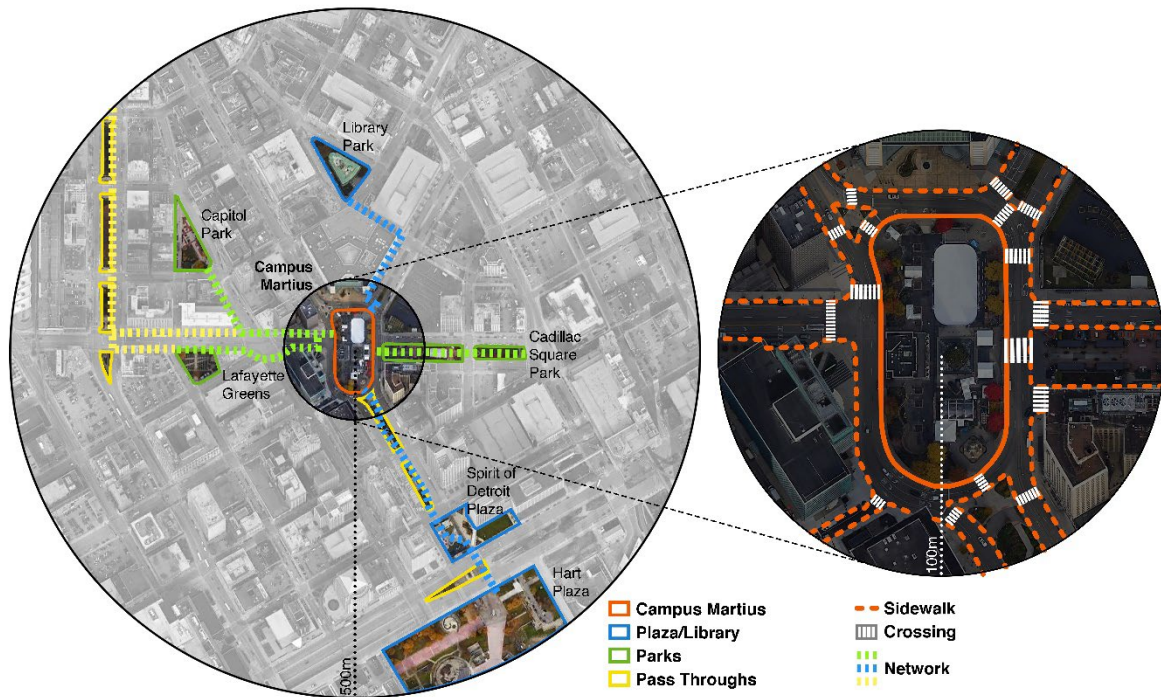 Library
Park
Capitol
Park
Campus
Martius
Cadillac
Square
Park
Lafayette
Greens
Spirit of
Detroit
Plaza
Hart
Plaza
500m
100m
Campus Martius
Plaza/Library
Parks
Pass Throughs
Sidewalk
Crossing
Network